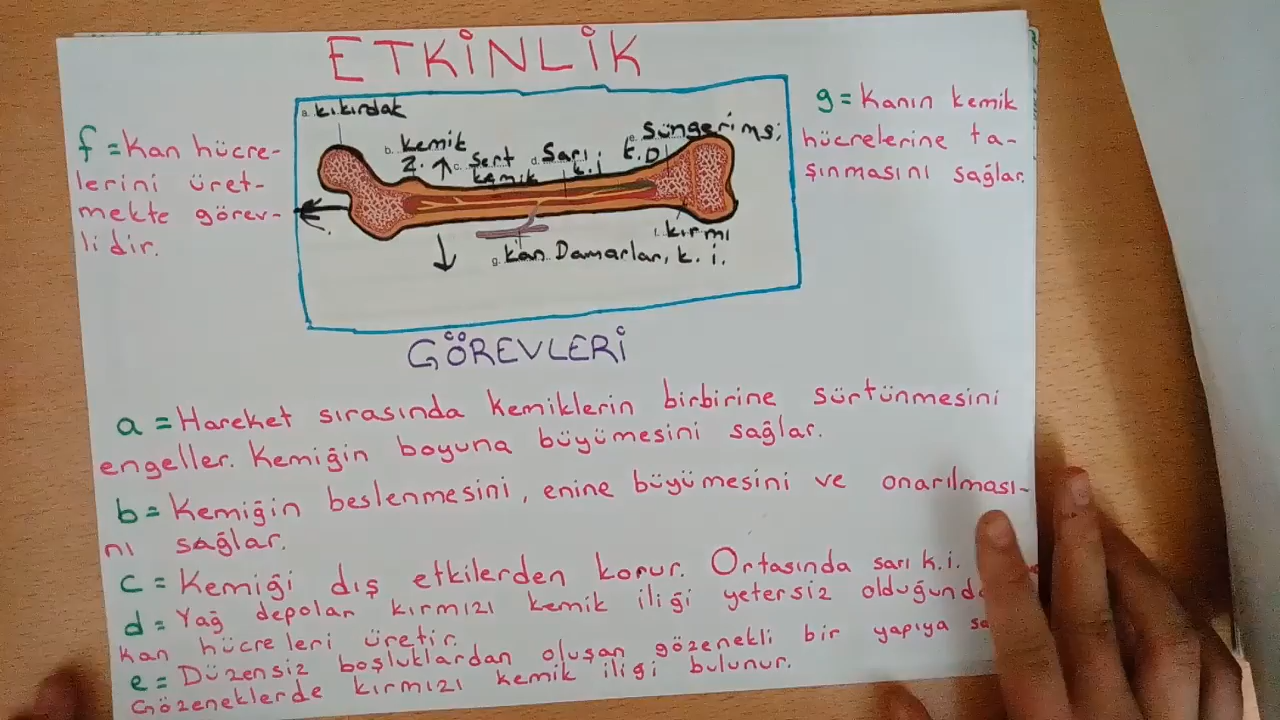 ETKİNLİK
a. kıkırdak
b. Kemik
Z.
c. Sert
kemik
d. Sarı
k.i
e. Süngerimsi
k.D
ı. kırmı
k. i.
g. Kan Damarları
f = Kan hücre-
lerini üret-
mekte görev-
lidir.
g = Kanın kemik
hücrelerine ta-
şınmasını sağlar.
GÖREVLERİ
a = Hareket sırasında kemiklerin birbirine sürtünmesini
engeller. Kemiğin boyuna büyümesini sağlar.
b = Kemiğin beslenmesini, enine büyümesini ve onarılması-
nı sağlar.
c = Kemiği dış etkilerden korur. Ortasında sarı k.i.
d = Yağ depolar kırmızı kemik iliği yetersiz olduğund
kan hücreleri üretir.
e = Düzensiz boşluklardan oluşan gözenekli bir yapıya sa
Gözeneklerde kırmızı kemik iliği bulunur.